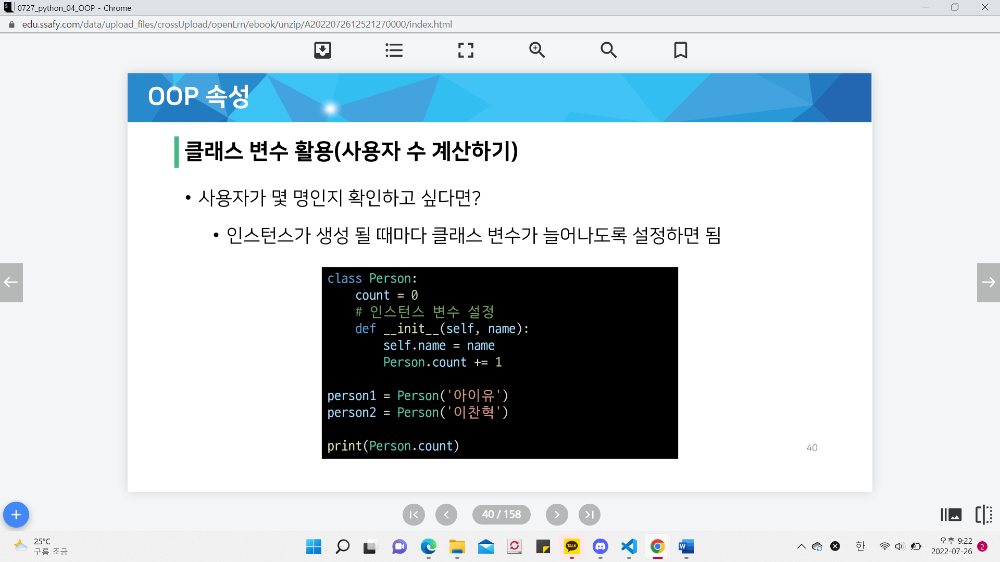 0727_python_04_OOP - Chrome
edu.ssafy.com/data/upload_files/crossUpload/openLrn/ebook/unzip/A2022072612521270000/index.html
OOP 속성
클래스 변수 활용(사용자 수 계산하기)
• 사용자가 몇 명인지 확인하고 싶다면?
• 인스턴스가 생성 될 때마다 클래스 변수가 늘어나도록 설정하면 됨
class Person:
    count = 0
    # 인스턴스 변수 설정
    def __init__(self, name):
        self.name = name
        Person.count += 1
person1 = Person('아이유')
person2 = Person('이찬혁')
print(Person.count)
40
40 / 158
25°C
구름 조금
TALK
한
오후 9:22
2022-07-26
2